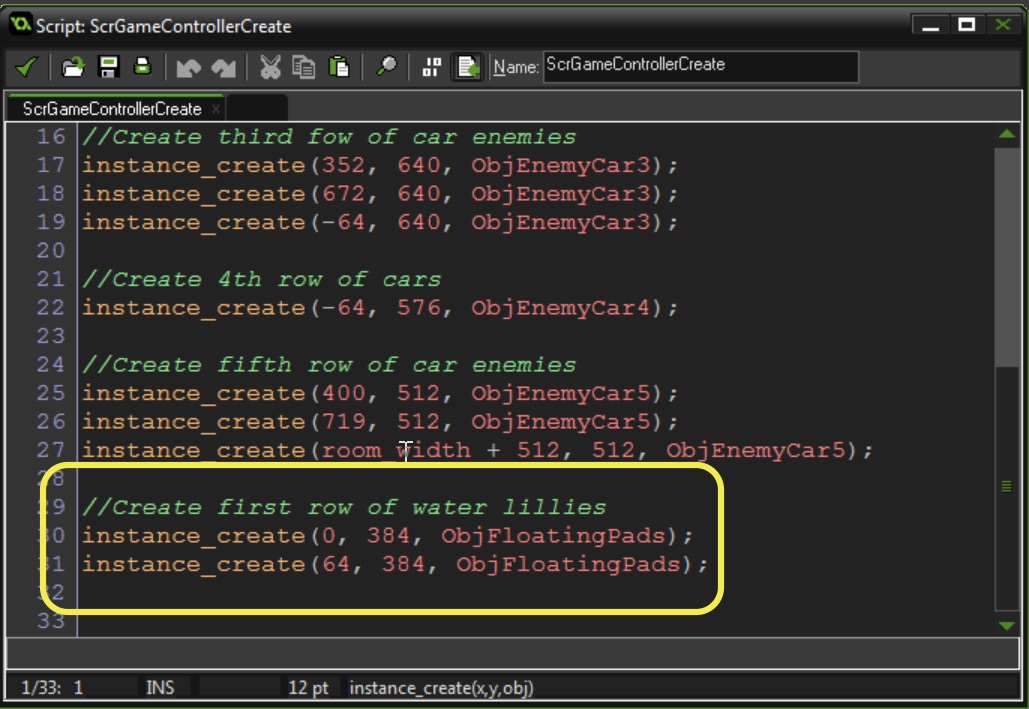 Script: ScrGameControllerCreate
Name: ScrGameControllerCreate
ScrGameControllerCreate
16 //Create third fow of car enemies
17 instance_create(352, 640, ObjEnemyCar3);
18 instance_create(672, 640, ObjEnemyCar3);
19 instance_create(-64, 640, ObjEnemyCar3);
20
21 //Create 4th row of cars
22 instance_create(-64, 576, ObjEnemyCar4);
23
24 //Create fifth row of car enemies
25 instance_create(400, 512, ObjEnemyCar5);
26 instance_create(719, 512, ObjEnemyCar5);
27 instance_create(room_width + 512, 512, ObjEnemyCar5);
28
29 //Create first row of water lillies
30 instance_create(0, 384, ObjFloatingPads);
31 instance_create(64, 384, ObjFloatingPads);
32
33
1/33: 1 INS 12 pt instance_create(x,y,obj)